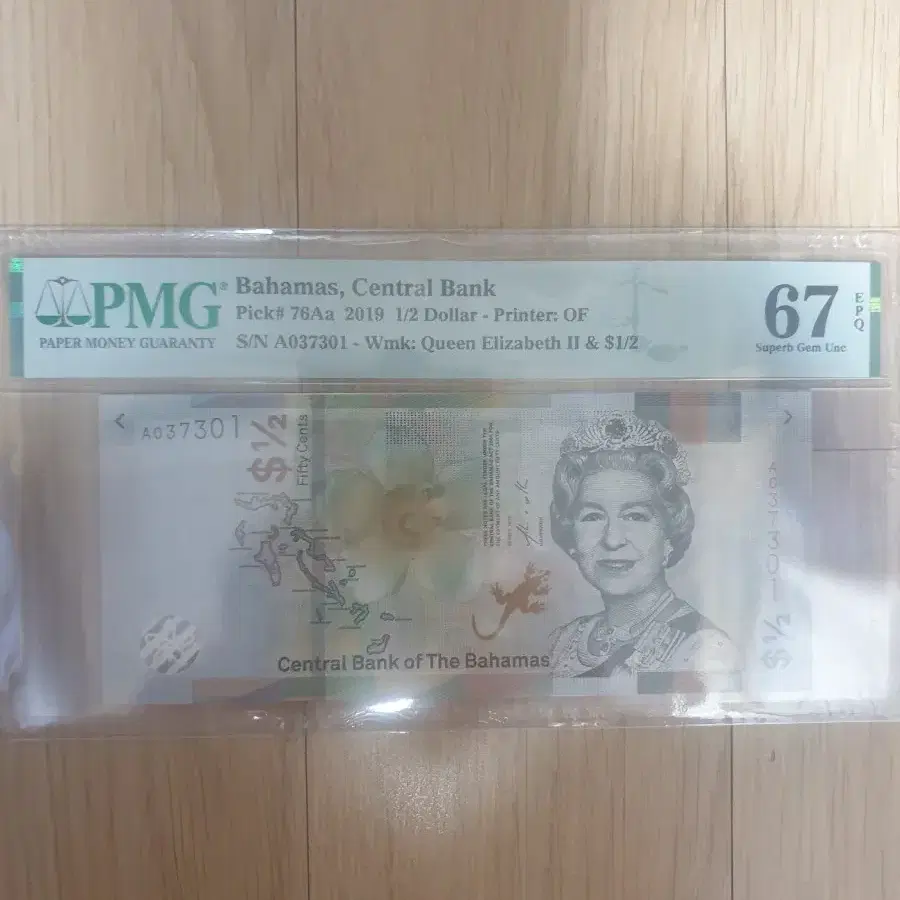 PMG
PAPER MONEY GUARANTY
Bahamas, Central Bank
Pick# 76Aa 2019 1/2 Dollar - Printer: OF
S/N A037301 - Wmk: Queen Elizabeth II & $1/2
67
EPQ
Superb Gem Unc
A037301
$½
Fifty Cents
A037301
$½
Central Bank of The Bahamas